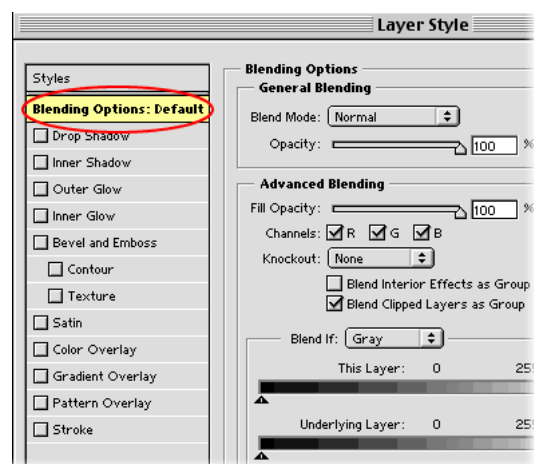 Layer Style
Styles
Blending Options: Default
Drop Shadow
Inner Shadow
Outer Glow
Inner Glow
Bevel and Emboss
Contour
Texture
Satin
Color Overlay
Gradient Overlay
Pattern Overlay
Stroke
Blending Options
General Blending
Blend Mode: Normal
Opacity: 100 %
Advanced Blending
Fill Opacity: 100 %
Channels: R G B
Knockout: None
Blend Interior Effects as Group
Blend Clipped Layers as Group
Blend If: Gray
This Layer: 0 25
Underlying Layer: 0 25